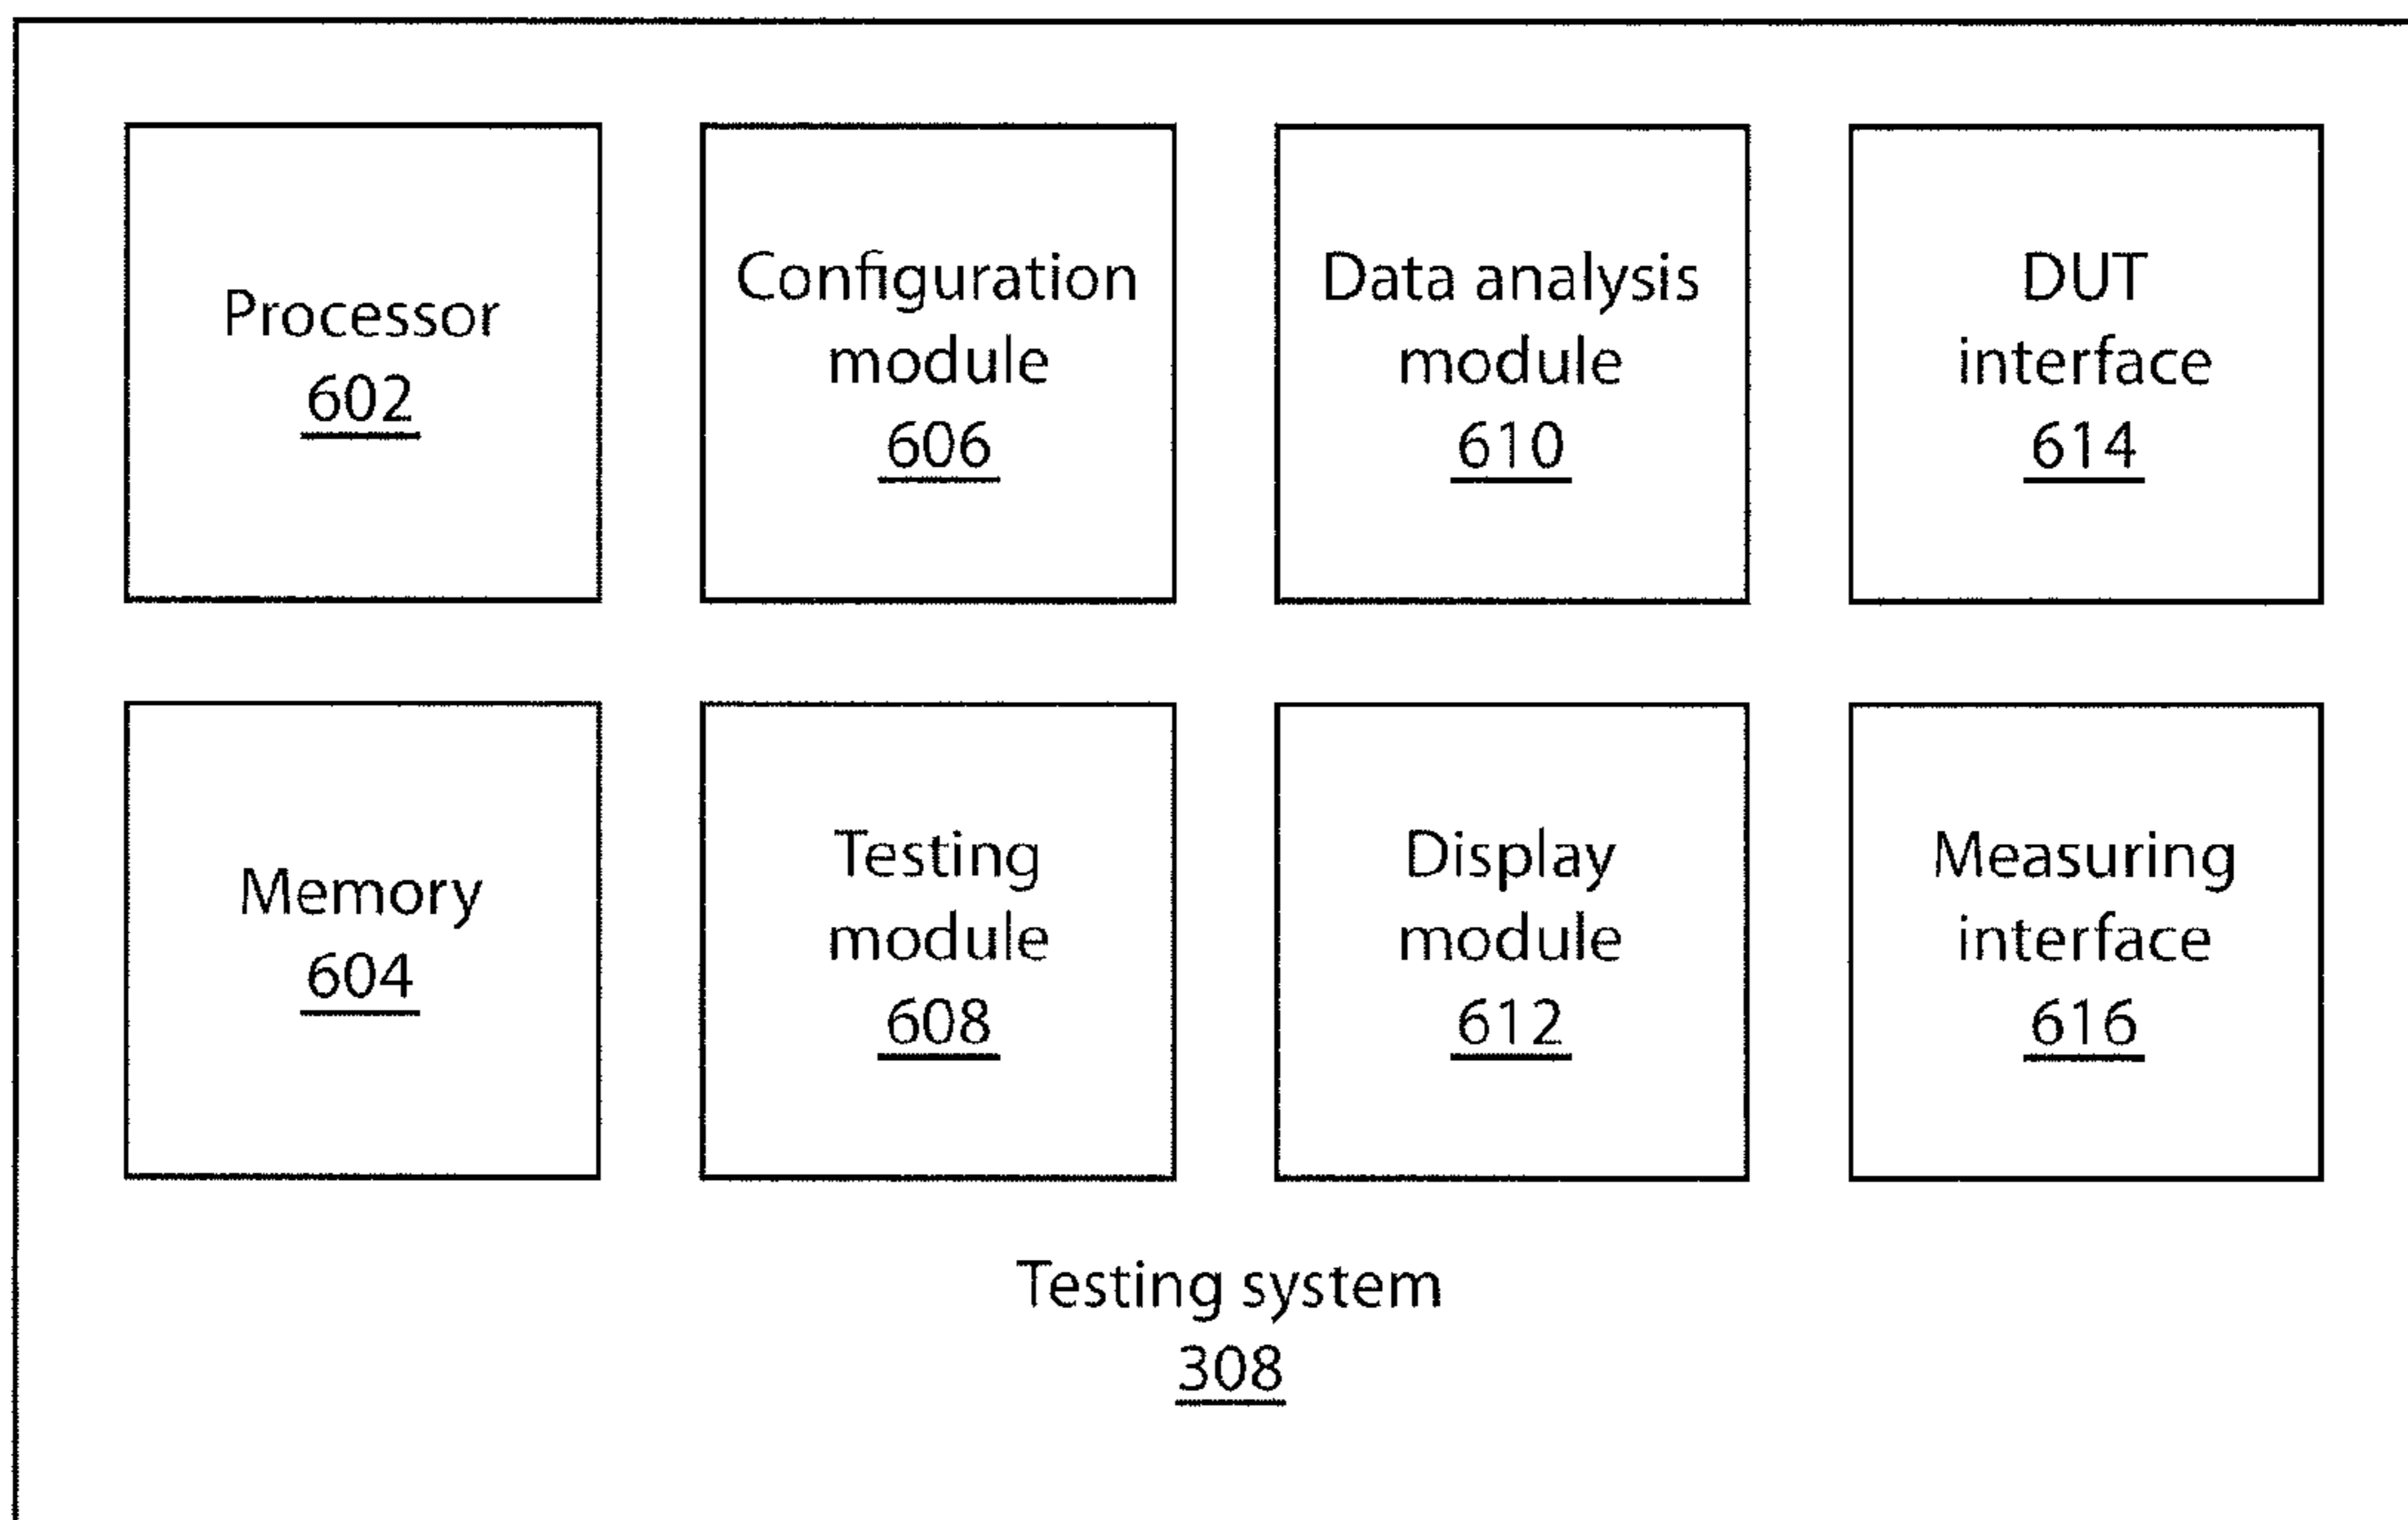 Processor
602
Configuration
module
606
Data analysis
module
610
DUT
interface
614
Memory
604
Testing
module
608
Display
module
612
Measuring
interface
616
Testing system
308